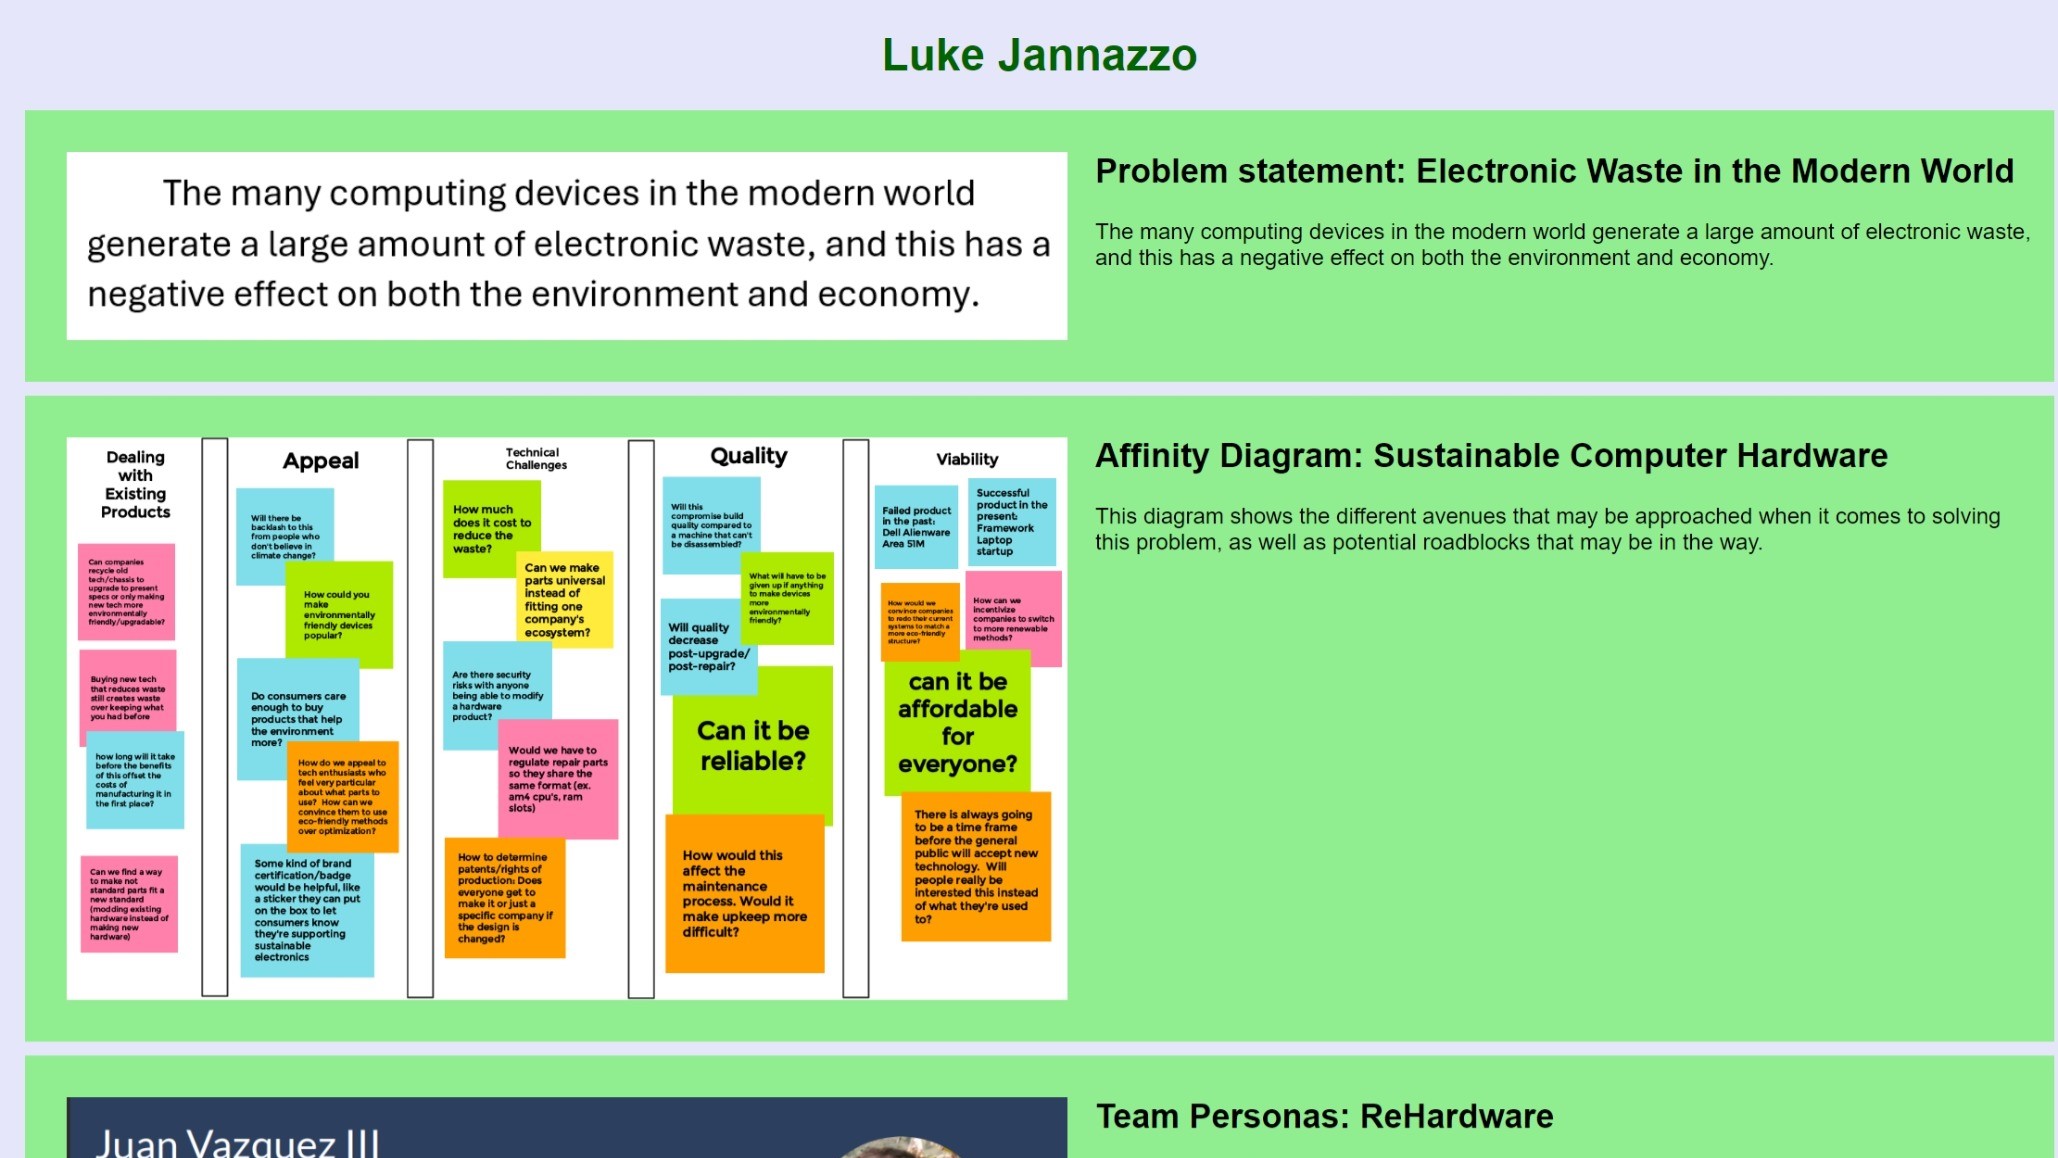 Luke Jannazzo
The many computing devices in the modern world
generate a large amount of electronic waste, and this has a
negative effect on both the environment and economy.
Problem statement: Electronic Waste in the Modern World
The many computing devices in the modern world generate a large amount of electronic waste,
and this has a negative effect on both the environment and economy.
Dealing
with
Existing
Products
Can companies
recycle old
tech/chassis to
upgrade to present
specs or only making
new tech more
environmentally
friendly/upgradable?
Buying new tech
that reduces waste
still creates waste
over keeping what
you had before
how long will it take
before the benefits
of this offset the
costs of
manufacturing it in
the first place?
Can we find a way
to make not
standard parts fit a
new standard
(modding existing
hardware instead of
making new
hardware)
Appeal
Will there be
backlash to this
from people who
don't believe in
climate change?
How could you
make
environmentally
friendly devices
popular?
Do consumers care
enough to buy
products that help
the environment
more?
How do we appeal to
tech enthusiasts who
feel very particular
about what parts to
use? How can we
convince them to use
eco-friendly methods
over optimization?
Some kind of brand
certification/badge
would be helpful, like
a sticker they can put
on the box to let
consumers know
they're supporting
sustainable
electronics
Technical
Challenges
How much
does it cost to
reduce the
waste?
Can we make
parts universal
instead of
fitting one
company's
ecosystem?
Are there security
risks with anyone
being able to modify
a hardware
product?
Would we have to
regulate repair parts
so they share the
same format (ex.
am4 cpu's, ram
slots)
How to determine
patents/rights of
production: Does
everyone get to
make it or just a
specific company if
the design is
changed?
Quality
Will this
compromise build
quality compared to
a machine that can't
be disassembled?
What will have to be
given up if anything
to make devices
more
environmentally
friendly?
Will quality
decrease
post-upgrade/
post-repair?
Can it be
reliable?
How would this
affect the
maintenance
process. Would it
make upkeep more
difficult?
Viability
Failed product
in the past:
Dell Alienware
Area 51M
Successful
product in the
present:
Framework
Laptop
startup
How would we
convince companies
to redo their current
systems to match a
more eco-friendly
structure?
How can we
incentivize
companies to switch
to more renewable
methods?
can it be
affordable
for
everyone?
There is always going
to be a time frame
before the general
public will accept new
technology. Will
people really be
interested this instead
of what they're used
to?
Affinity Diagram: Sustainable Computer Hardware
This diagram shows the different avenues that may be approached when it comes to solving
this problem, as well as potential roadblocks that may be in the way.
Juan Vazquez III
Team Personas: ReHardware